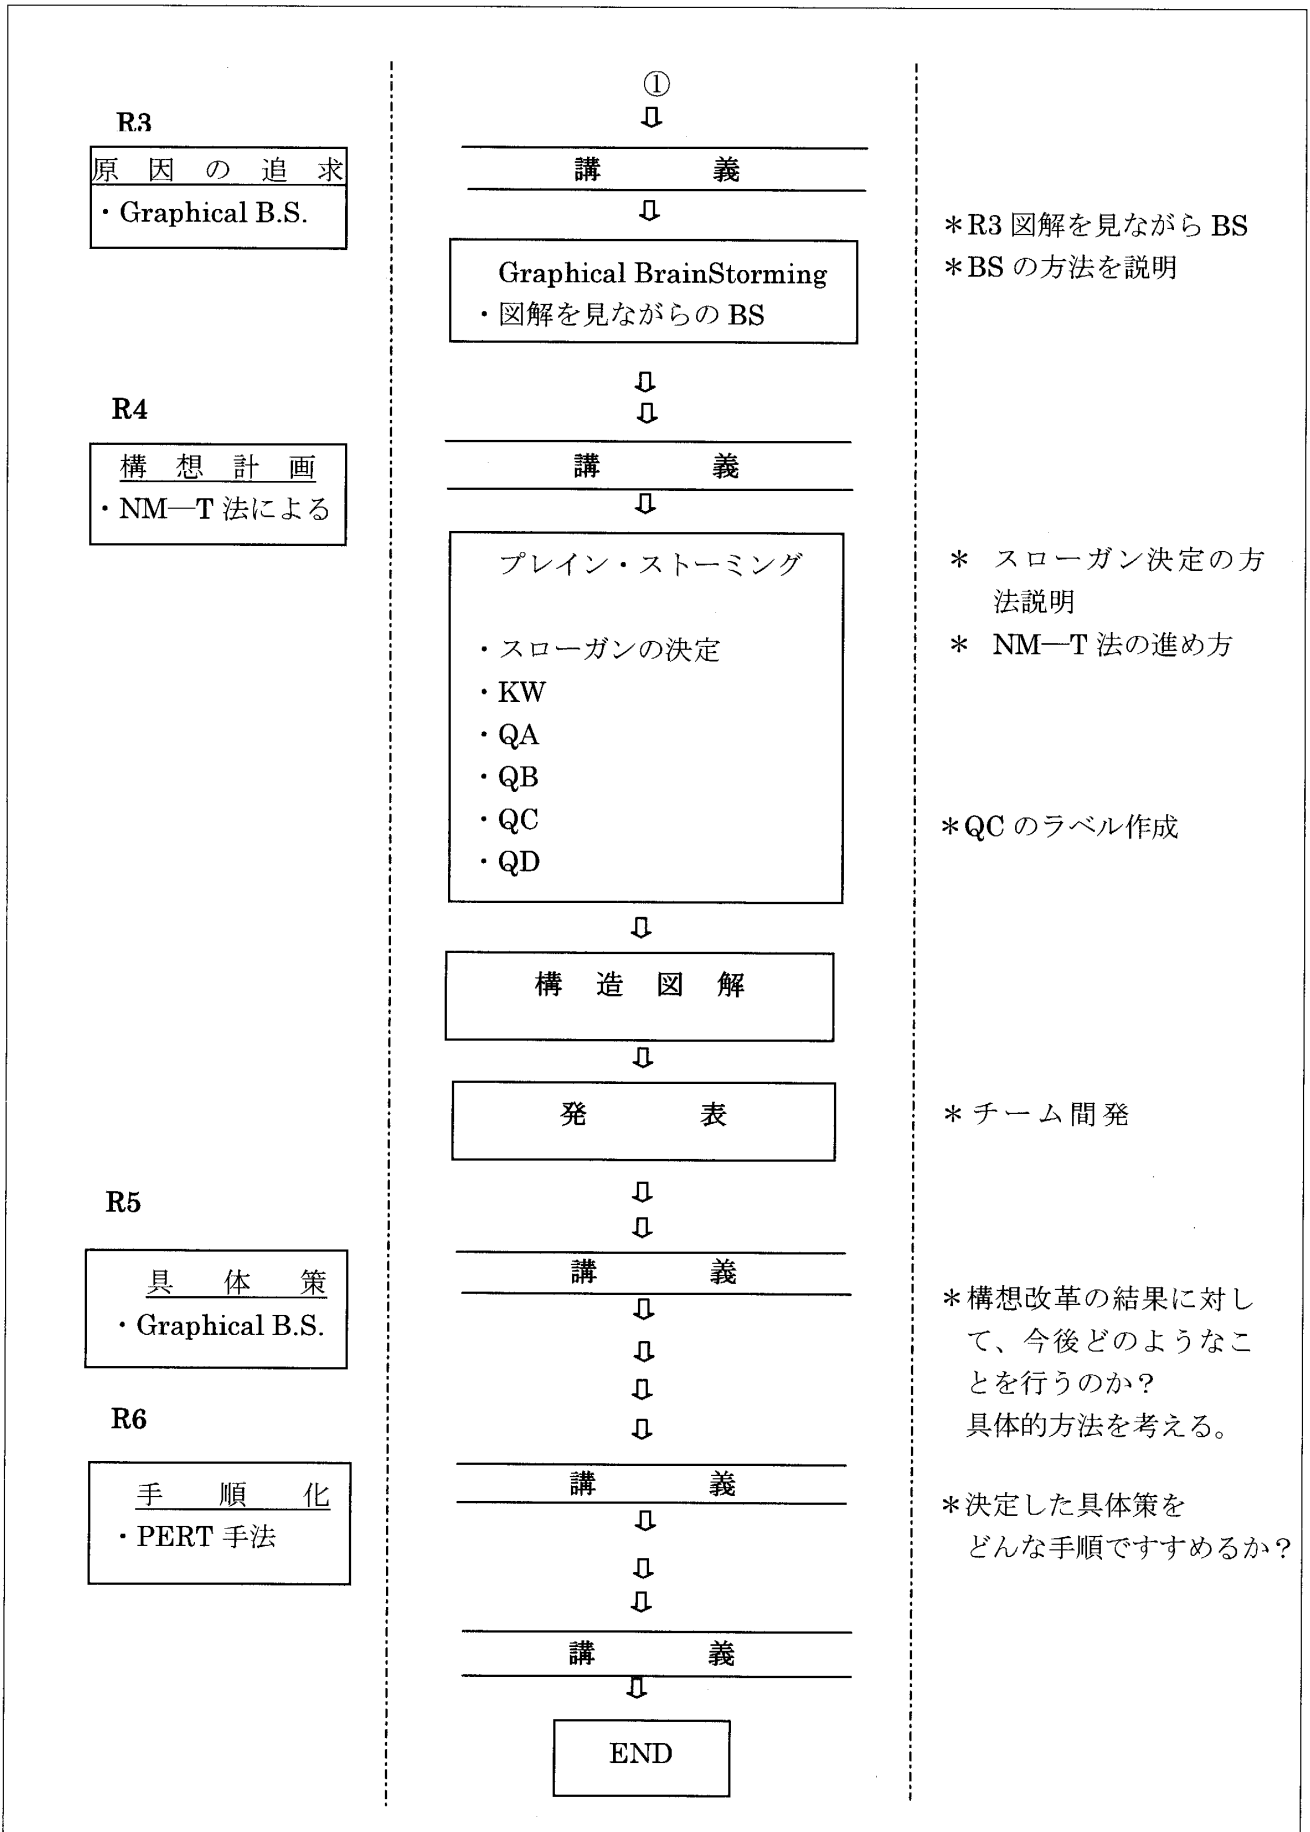 ①
R3
原因の追求
・Graphical B.S.
講義
Graphical BrainStorming
・図解を見ながらの BS
＊R3 図解を見ながら BS
＊BS の方法を説明
R4
構想計画
・NM―T 法による
講義
プレイン・ストーミング
・スローガンの決定
・KW
・QA
・QB
・QC
・QD
＊ スローガン決定の方
法説明
＊ NM―T 法の進め方
＊QC のラベル作成
構造図解
発表
＊チーム間発
R5
具体策
・Graphical B.S.
講義
＊構想改革の結果に対し
て、今後どのようなこ
とを行うのか？
具体的方法を考える。
R6
手順化
・PERT 手法
講義
＊決定した具体策を
どんな手順ですすめるか？
講義
END